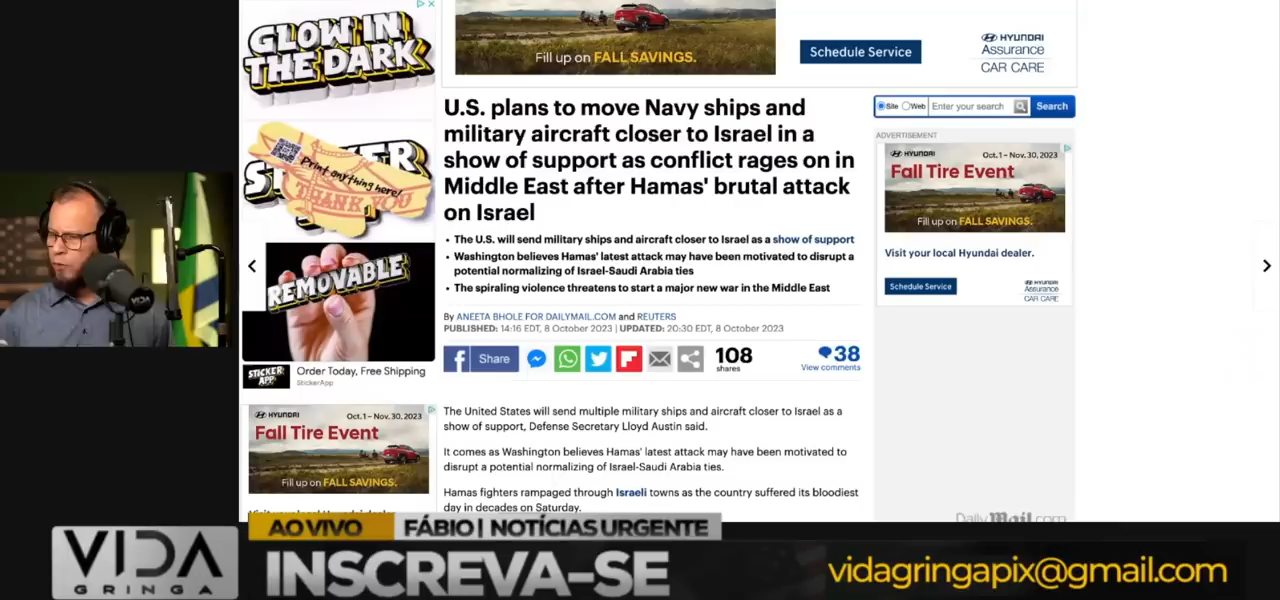 GLOW IN
THE DARK
STICKER
Print anything here!
THANK YOU
REMOVABLE
STICKER
APP
Order Today, Free Shipping
StickerApp
HYUNDAI
Oct. 1 - Nov. 30, 2023
Fall Tire Event
Fill up on FALL SAVINGS.
Fill up on FALL SAVINGS.
Schedule Service
HYUNDAI
Assurance
CAR CARE
U.S. plans to move Navy ships and
military aircraft closer to Israel in a
show of support as conflict rages on in
Middle East after Hamas' brutal attack
on Israel
• The U.S. will send military ships and aircraft closer to Israel as a show of support
• Washington believes Hamas' latest attack may have been motivated to disrupt a
potential normalizing of Israel-Saudi Arabia ties
• The spiraling violence threatens to start a major new war in the Middle East
By ANEETA BHOLE FOR DAILYMAIL.COM and REUTERS
PUBLISHED: 14:16 EDT, 8 October 2023 | UPDATED: 20:30 EDT, 8 October 2023
f Share
108
shares
38
View comments
The United States will send multiple military ships and aircraft closer to Israel as a
show of support, Defense Secretary Lloyd Austin said.
It comes as Washington believes Hamas' latest attack may have been motivated to
disrupt a potential normalizing of Israel-Saudi Arabia ties.
Hamas fighters rampaged through Israeli towns as the country suffered its bloodiest
day in decades on Saturday.
Site Web Enter your search Search
ADVERTISEMENT
HYUNDAI
Oct. 1 - Nov. 30, 2023
Fall Tire Event
Fill up on FALL SAVINGS.
Visit your local Hyundai dealer.
Schedule Service
HYUNDAI
Assurance
CAR CARE
Daily Mail.com
VIDA
VIDA
GRINGA
AO VIVO FÁBIO | NOTÍCIAS URGENTE
INSCREVA-SE
vidagringapix@gmail.com